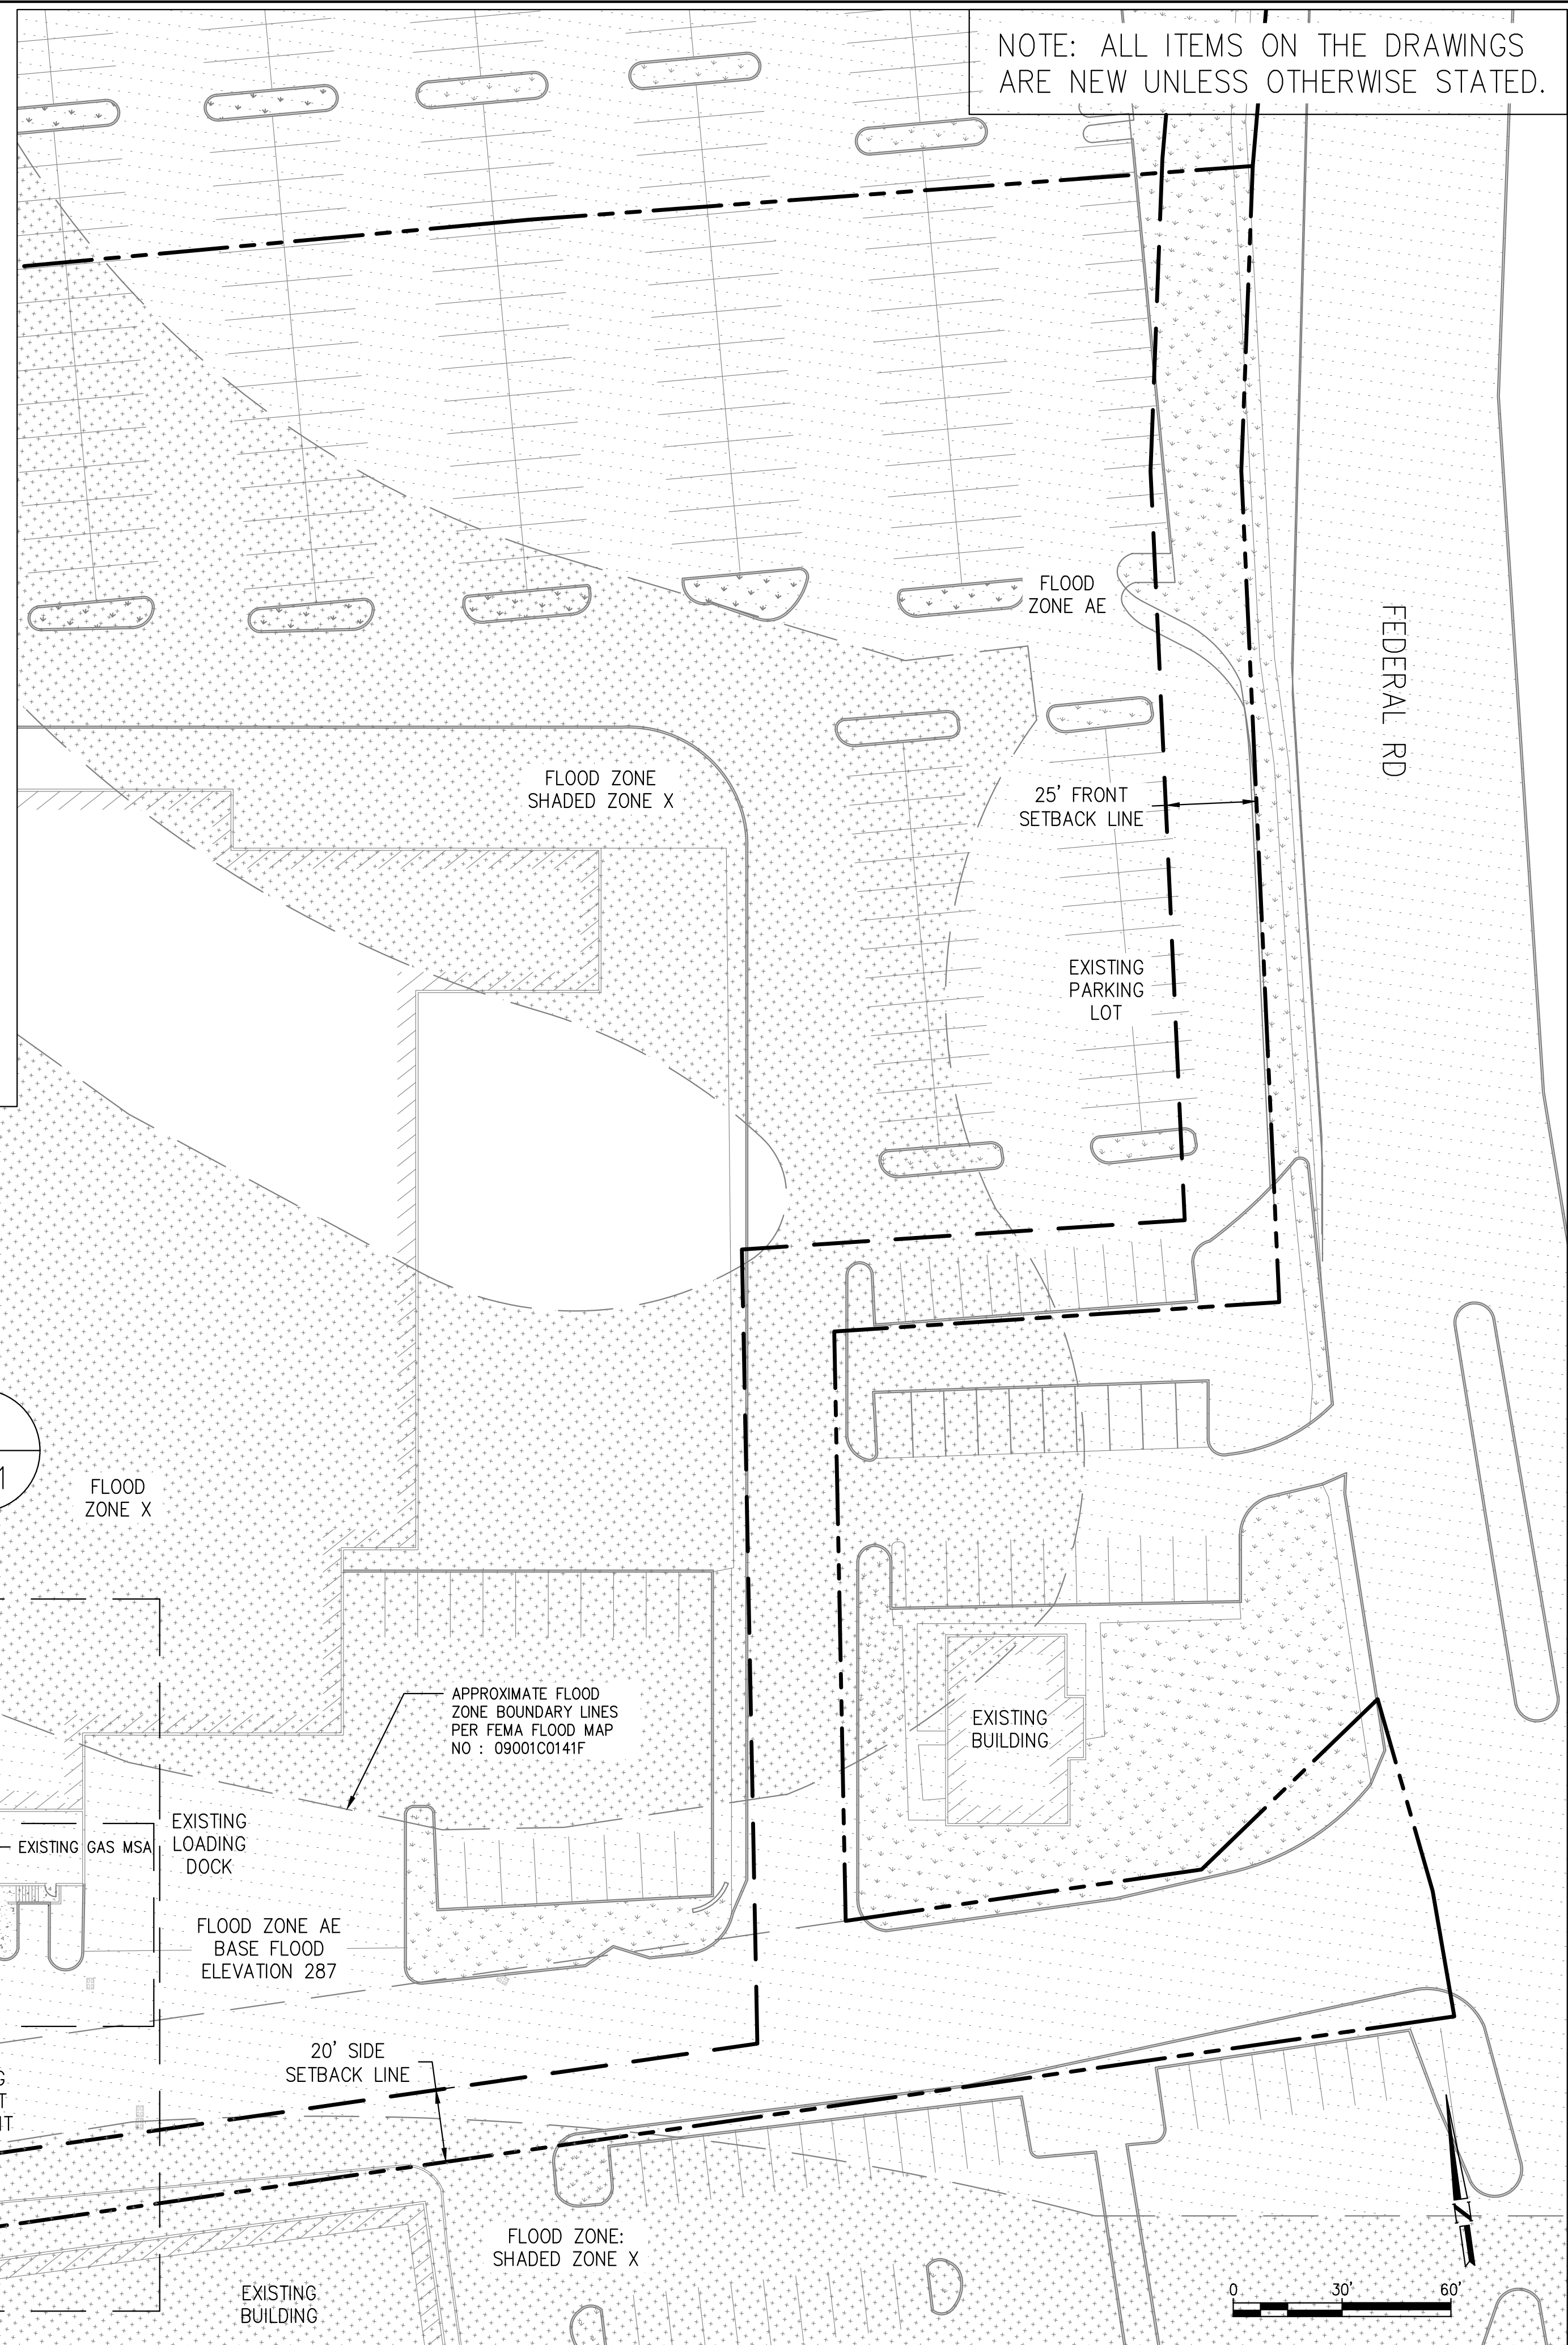 NOTE: ALL ITEMS ON THE DRAWINGS
ARE NEW UNLESS OTHERWISE STATED.
FLOOD
ZONE AE
FEDERAL RD
FLOOD ZONE
SHADED ZONE X
25' FRONT
SETBACK LINE
EXISTING
PARKING
LOT
1
FLOOD
ZONE X
APPROXIMATE FLOOD
ZONE BOUNDARY LINES
PER FEMA FLOOD MAP
NO : 09001C0141F
EXISTING
BUILDING
EXISTING
LOADING
DOCK
EXISTING GAS MSA
FLOOD ZONE AE
BASE FLOOD
ELEVATION 287
20' SIDE
SETBACK LINE
G
T
NT
N
FLOOD ZONE:
SHADED ZONE X
EXISTING
BUILDING
0 30' 60'